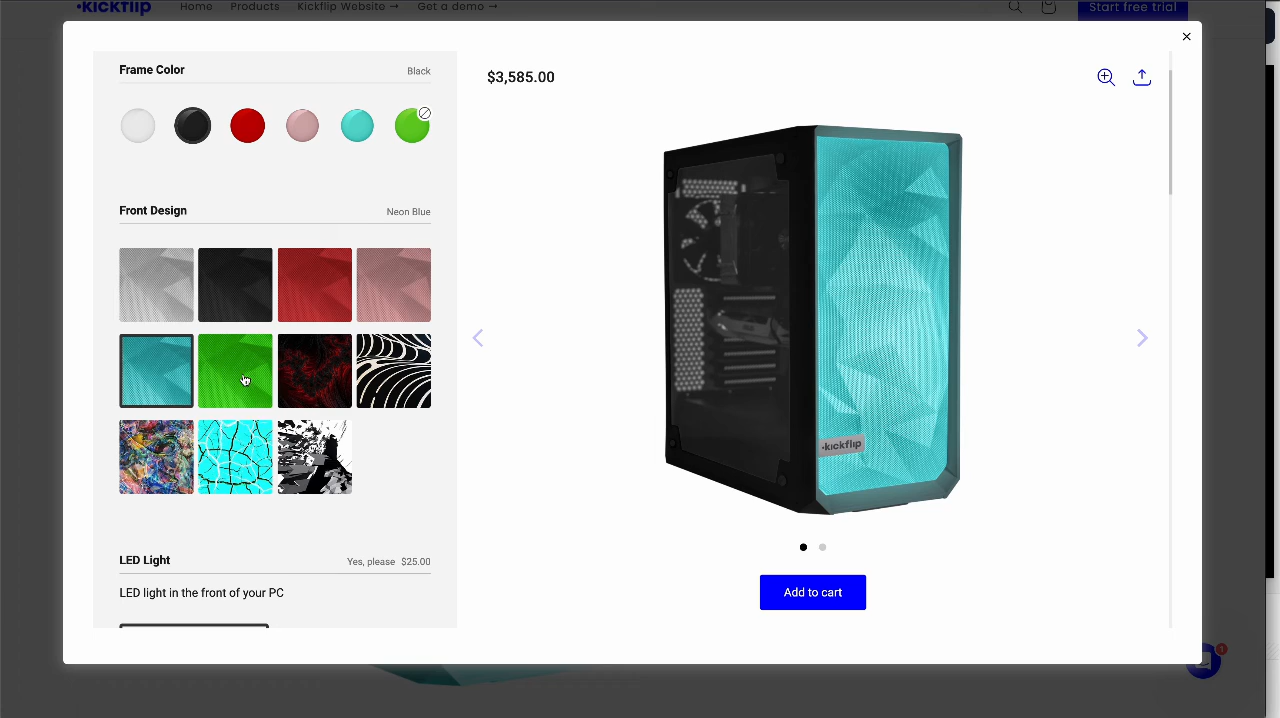 ·KICKflip Home Products Kickflip Website → Get a demo → Start free trial
Frame Color Black
$3,585.00
Front Design Neon Blue
·kickflip
LED Light Yes, please $25.00
LED light in the front of your PC
Add to cart
1